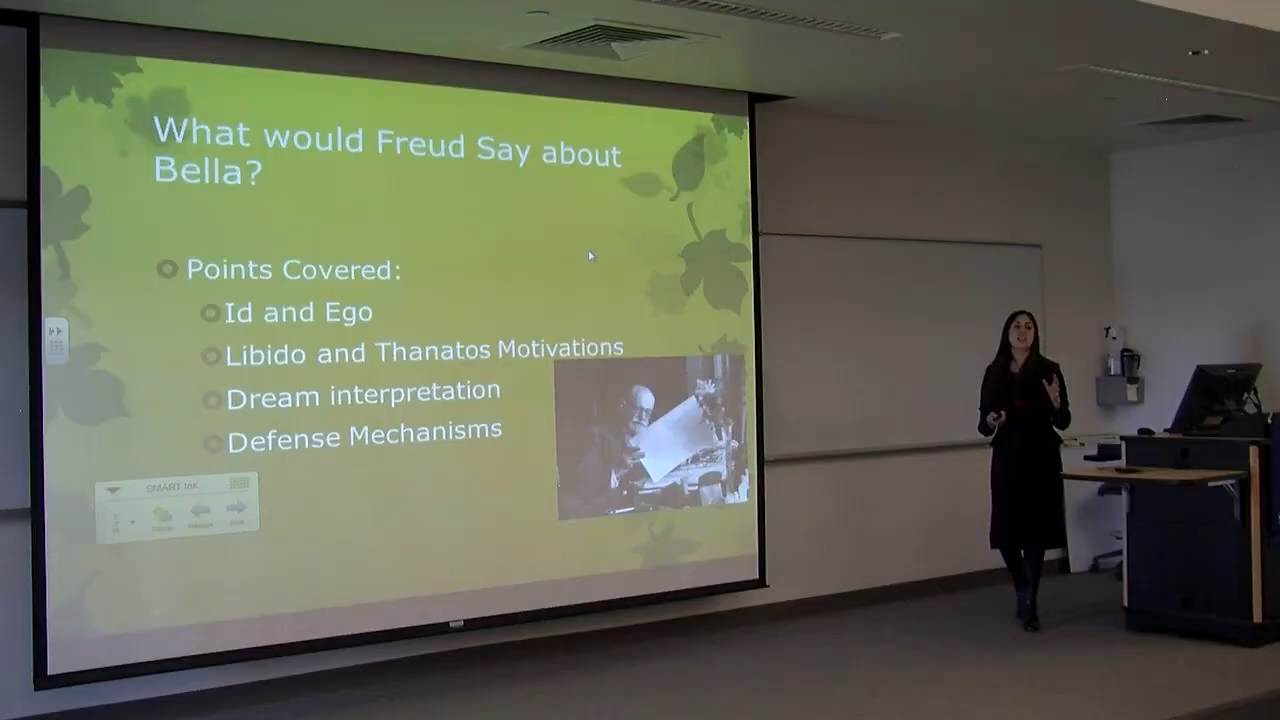 What would Freud Say about
Bella?
Points Covered:
Id and Ego
Libido and Thanatos Motivations
Dream interpretation
Defense Mechanisms
SMART Ink